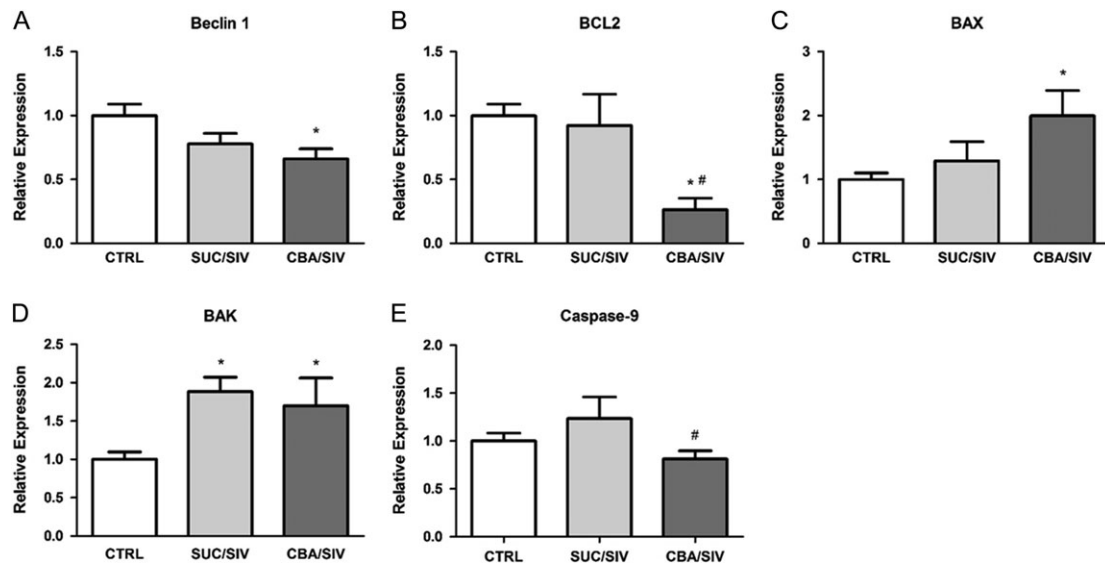 A
Beclin 1
Relative Expression
1.5
1.0
0.5
0.0
*
CTRL
SUC/SIV
CBA/SIV
B
BCL2
Relative Expression
1.5
1.0
0.5
0.0
* #
CTRL
SUC/SIV
CBA/SIV
C
BAX
Relative Expression
3
2
1
0
*
CTRL
SUC/SIV
CBA/SIV
D
BAK
Relative Expression
2.5
2.0
1.5
1.0
0.5
0.0
*
*
CTRL
SUC/SIV
CBA/SIV
E
Caspase-9
Relative Expression
2.0
1.5
1.0
0.5
0.0
#
CTRL
SUC/SIV
CBA/SIV